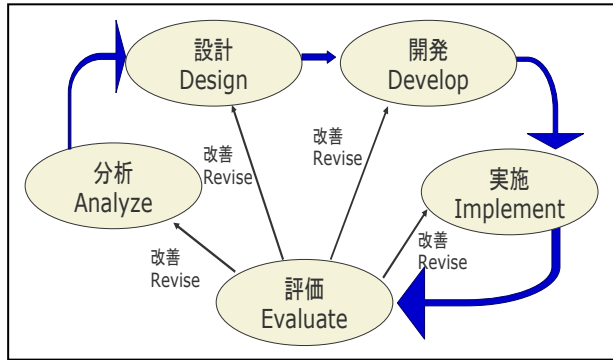 設計
Design
開発
Develop
分析
Analyze
改善
Revise
改善
Revise
実施
Implement
改善
Revise
改善
Revise
評価
Evaluate